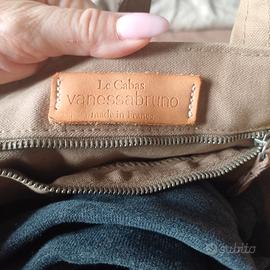 Le Cabas
vanessabruno
made in France
subito